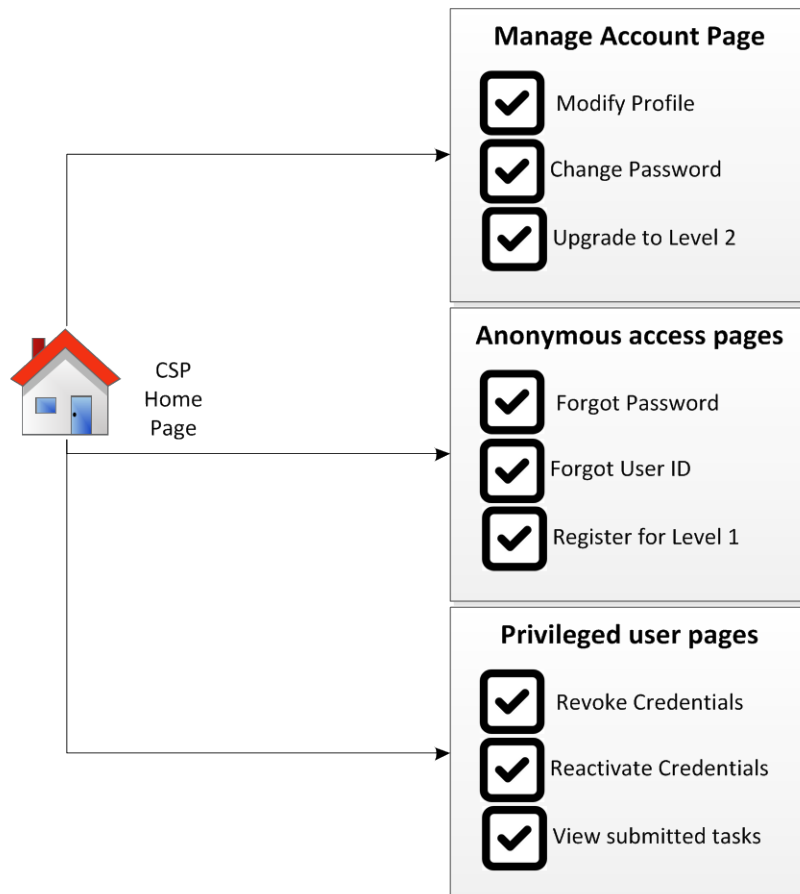 Manage Account Page
Modify Profile
Change Password
Upgrade to Level 2
CSP
Home
Page
Anonymous access pages
Forgot Password
Forgot User ID
Register for Level 1
Privileged user pages
Revoke Credentials
Reactivate Credentials
View submitted tasks